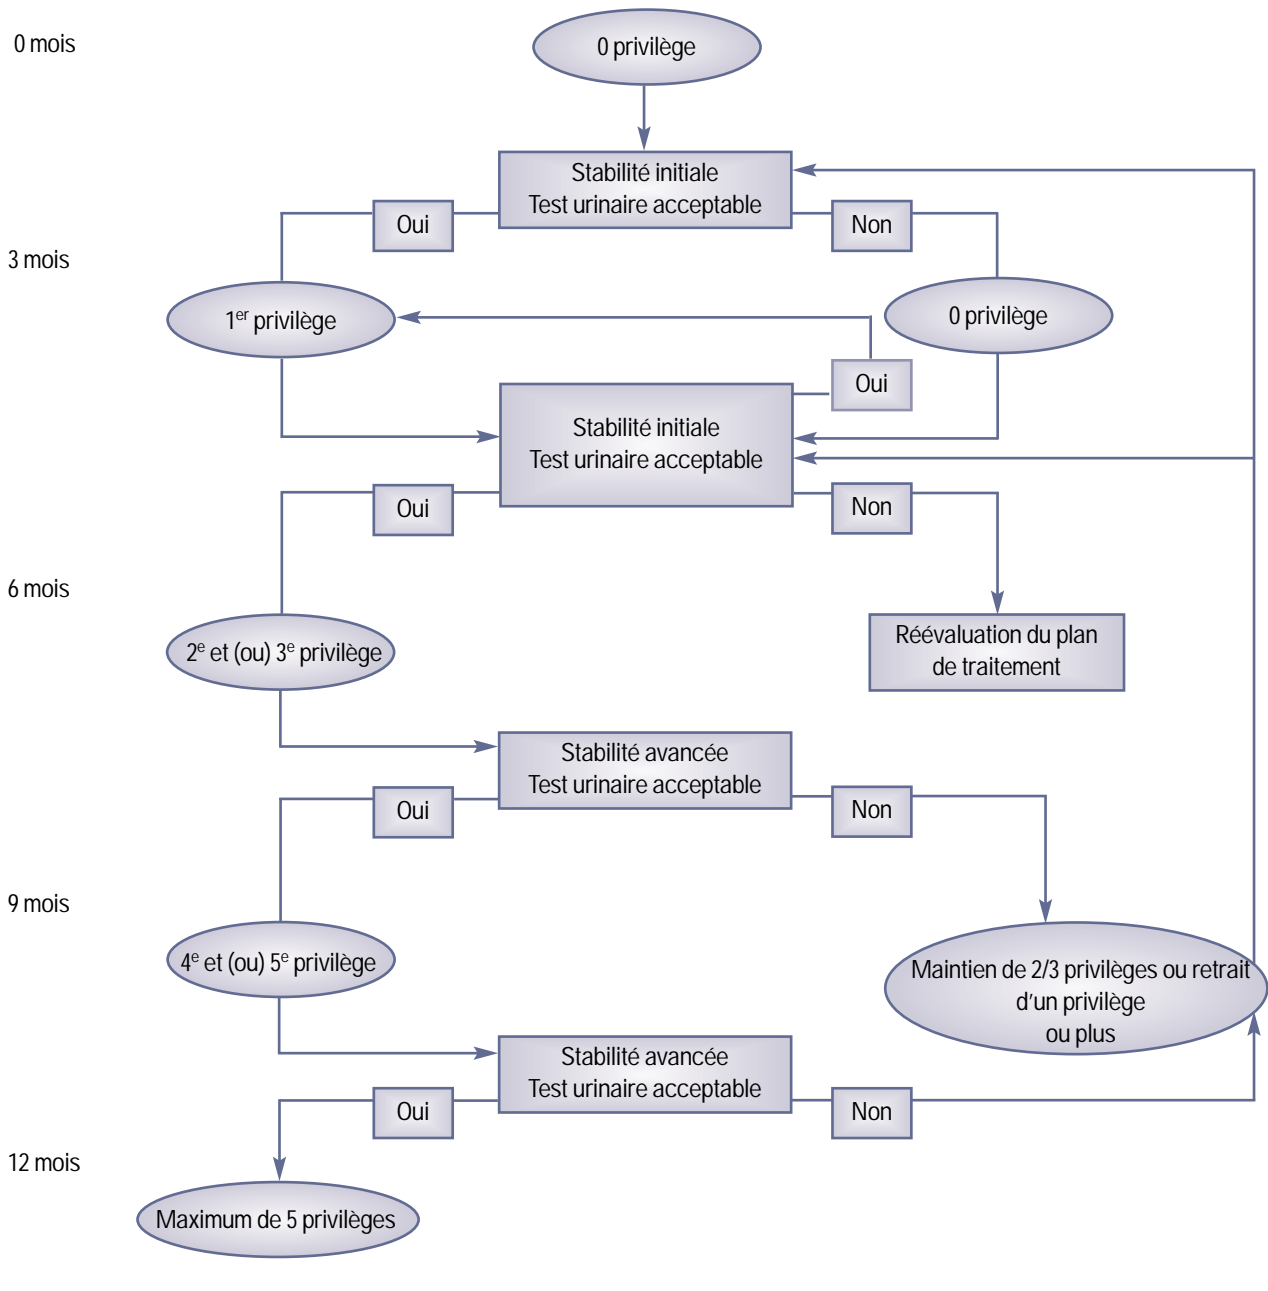 0 mois
0 privilège
Stabilité initiale
Test urinaire acceptable
Oui
Non
3 mois
1er privilège
0 privilège
Oui
Stabilité initiale
Test urinaire acceptable
Oui
Non
6 mois
2e et (ou) 3e privilège
Réévaluation du plan
de traitement
Stabilité avancée
Test urinaire acceptable
Oui
Non
9 mois
4e et (ou) 5e privilège
Maintien de 2/3 privilèges ou retrait
d'un privilège
ou plus
Stabilité avancée
Test urinaire acceptable
Oui
Non
12 mois
Maximum de 5 privilèges